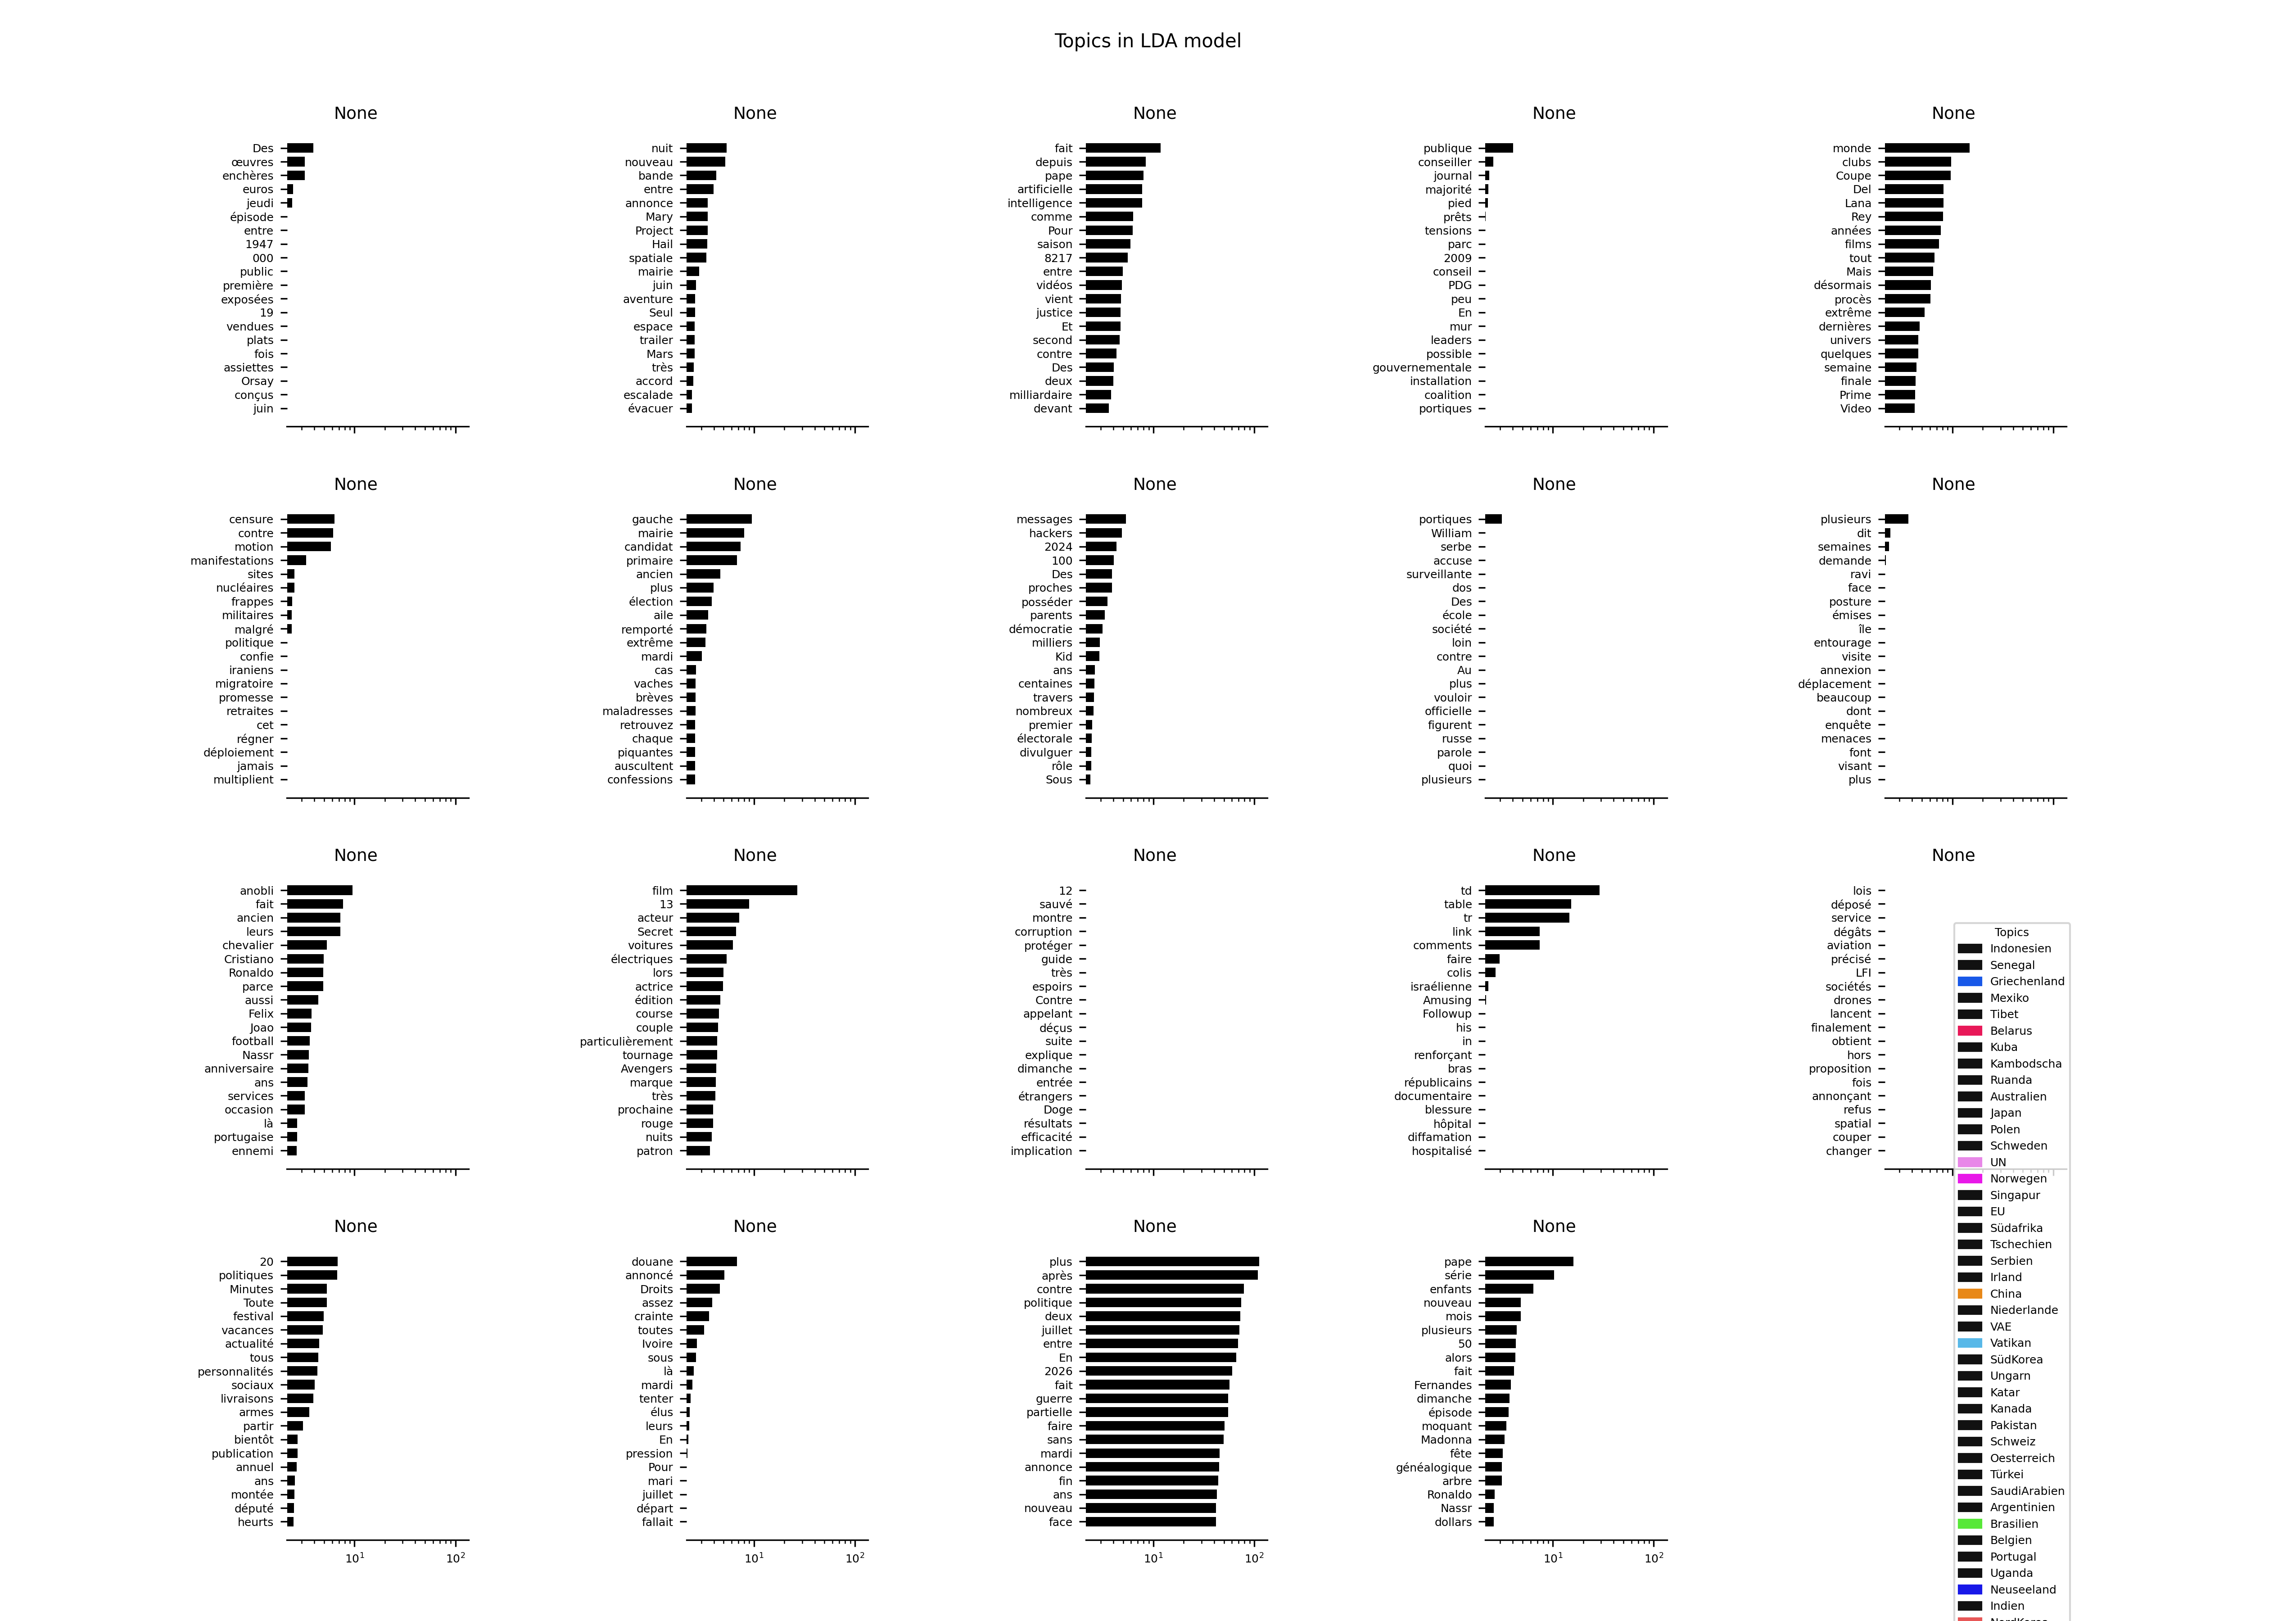 Topics in LDA model
None
Des
œuvres
enchères
euros
jeudi
épisode
entre
1947
000
public
première
exposées
19
vendues
plats
fois
assiettes
Orsay
conçus
juin
None
nuit
nouveau
bande
entre
annonce
Mary
Project
Hail
spatiale
mairie
juin
aventure
Seul
espace
trailer
Mars
très
accord
escalade
évacuer
None
fait
depuis
pape
artificielle
intelligence
comme
Pour
saison
8217
entre
vidéos
vient
justice
Et
second
contre
Des
deux
milliardaire
devant
None
publique
conseiller
journal
majorité
pied
prêts
tensions
parc
2009
conseil
PDG
peu
En
mur
leaders
possible
gouvernementale
installation
coalition
portiques
None
monde
clubs
Coupe
Del
Lana
Rey
années
films
tout
Mais
désormais
procès
extrême
dernières
univers
quelques
semaine
finale
Prime
Video
None
censure
contre
motion
manifestations
sites
nucléaires
frappes
militaires
malgré
politique
confie
iraniens
migratoire
promesse
retraites
cet
régner
déploiement
jamais
multiplient
None
gauche
mairie
candidat
primaire
ancien
plus
élection
aile
remporté
extrême
mardi
cas
vaches
brèves
maladresses
retrouvez
chaque
piquantes
auscultent
confessions
None
messages
hackers
2024
100
Des
proches
posséder
parents
démocratie
milliers
Kid
ans
centaines
travers
nombreux
premier
électorale
divulguer
rôle
Sous
None
portiques
William
serbe
accuse
surveillante
dos
Des
école
société
loin
contre
Au
plus
vouloir
officielle
figurent
russe
parole
quoi
plusieurs
None
plusieurs
dit
semaines
demande
ravi
face
posture
émises
île
entourage
visite
annexion
déplacement
beaucoup
dont
enquête
menaces
font
visant
plus
None
anobli
fait
ancien
leurs
chevalier
Cristiano
Ronaldo
parce
aussi
Felix
Joao
football
Nassr
anniversaire
ans
services
occasion
là
portugaise
ennemi
None
film
13
acteur
Secret
voitures
électriques
lors
actrice
édition
course
couple
particulièrement
tournage
Avengers
marque
très
prochaine
rouge
nuits
patron
None
12
sauvé
montre
corruption
protéger
guide
très
espoirs
Contre
appelant
déçus
suite
explique
dimanche
entrée
étrangers
Doge
résultats
efficacité
implication
None
td
table
tr
link
comments
faire
colis
israélienne
Amusing
Followup
his
in
renforçant
bras
républicains
documentaire
blessure
hôpital
diffamation
hospitalisé
None
lois
déposé
service
dégâts
aviation
précisé
LFI
sociétés
drones
lancent
finalement
obtient
hors
proposition
fois
annonçant
refus
spatial
couper
changer
None
20
politiques
Minutes
Toute
festival
vacances
actualité
tous
personnalités
sociaux
livraisons
armes
partir
bientôt
publication
annuel
ans
montée
député
heurts
10¹ 10²
None
douane
annoncé
Droits
assez
crainte
toutes
Ivoire
sous
là
mardi
tenter
élus
leurs
En
pression
Pour
mari
juillet
départ
fallait
10¹ 10²
None
plus
après
contre
politique
deux
juillet
entre
En
2026
fait
guerre
partielle
faire
sans
mardi
annonce
fin
ans
nouveau
face
10¹ 10²
None
pape
série
enfants
nouveau
mois
plusieurs
50
alors
fait
Fernandes
dimanche
épisode
moquant
Madonna
fête
généalogique
arbre
Ronaldo
Nassr
dollars
10¹ 10²
Topics
Indonesien
Senegal
Griechenland
Mexiko
Tibet
Belarus
Kuba
Kambodscha
Ruanda
Australien
Japan
Polen
Schweden
UN
Norwegen
Singapur
EU
Südafrika
Tschechien
Serbien
Irland
China
Niederlande
VAE
Vatikan
SüdKorea
Ungarn
Katar
Kanada
Pakistan
Schweiz
Oesterreich
Türkei
SaudiArabien
Argentinien
Brasilien
Belgien
Portugal
Uganda
Neuseeland
Indien